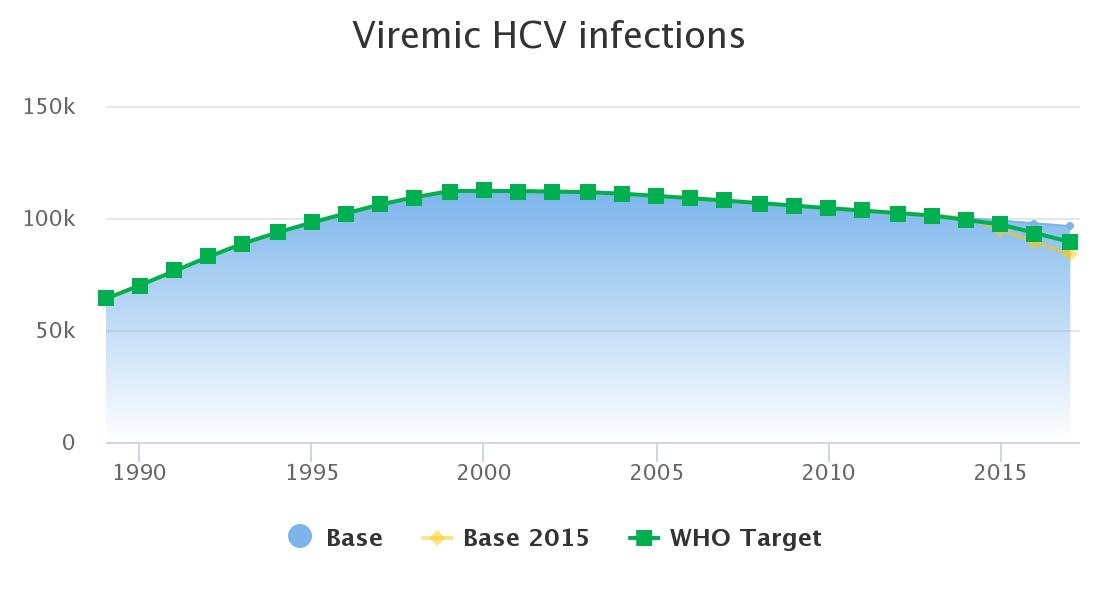 Viremic HCV infections
150k
100k
50k
0
1990 1995 2000 2005 2010 2015
Base Base 2015 WHO Target